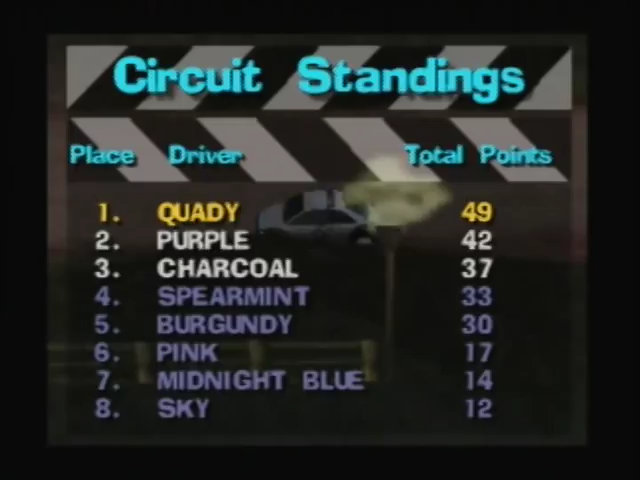 Circuit Standings
Place Driver Total Points
1. QUADY 49
2. PURPLE 42
3. CHARCOAL 37
4. SPEARMINT 33
5. BURGUNDY 30
6. PINK 17
7. MIDNIGHT BLUE 14
8. SKY 12